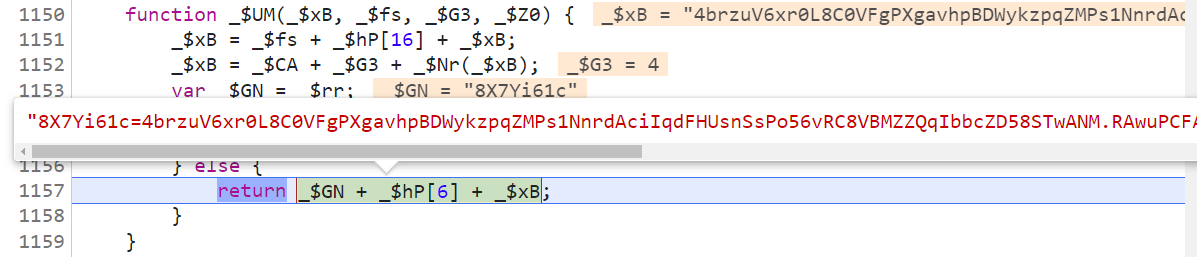 1150 function _$UM(_$xB, _$fs, _$G3, _$Z0) { _$xB = "4brzuV6xr0L8C0VFgPXgavhpBDWykzpqZMPs1NnrdAc
1151 _$xB = _$fs + _$hP[16] + _$xB;
1152 _$xB = _$CA + _$G3 + _$Nr(_$xB); _$G3 = 4
1153 var _$GN = _$rr; _$GN = "8X7Yi61c"
"8X7Yi61c=4brzuV6xr0L8C0VFgPXgavhpBDWykzpqZMPs1NnrdAciIqdFHUsnSsPo56vRC8VBMZZQqIbbcZD58STwANM.RAwuPCFA
1156 } else {
1157 return _$GN + _$hP[6] + _$xB;
1158 }
1159 }